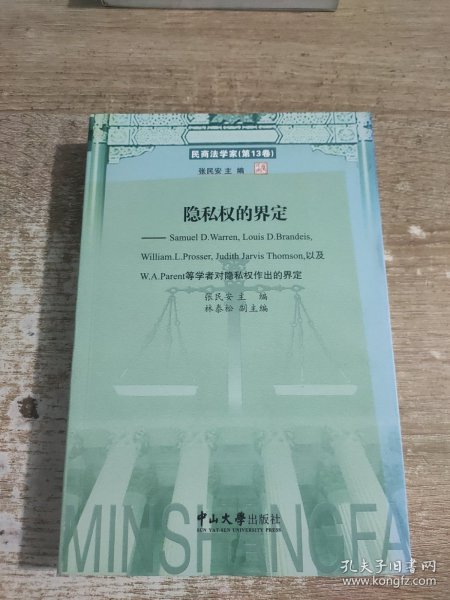 民商法学家(第13卷)
张民安 主 编
隐私权的界定
—— Samuel D.Warren, Louis D.Brandeis,
William.L.Prosser, Judith Jarvis Thomson,以及
W.A.Parent等学者对隐私权作出的界定
张民安 主 编
林泰松 副主编
中山大学出版社
SUN YAT-SEN UNIVERSITY PRESS
MINSHANGFA
孔夫子旧书网
www.kongfz.com